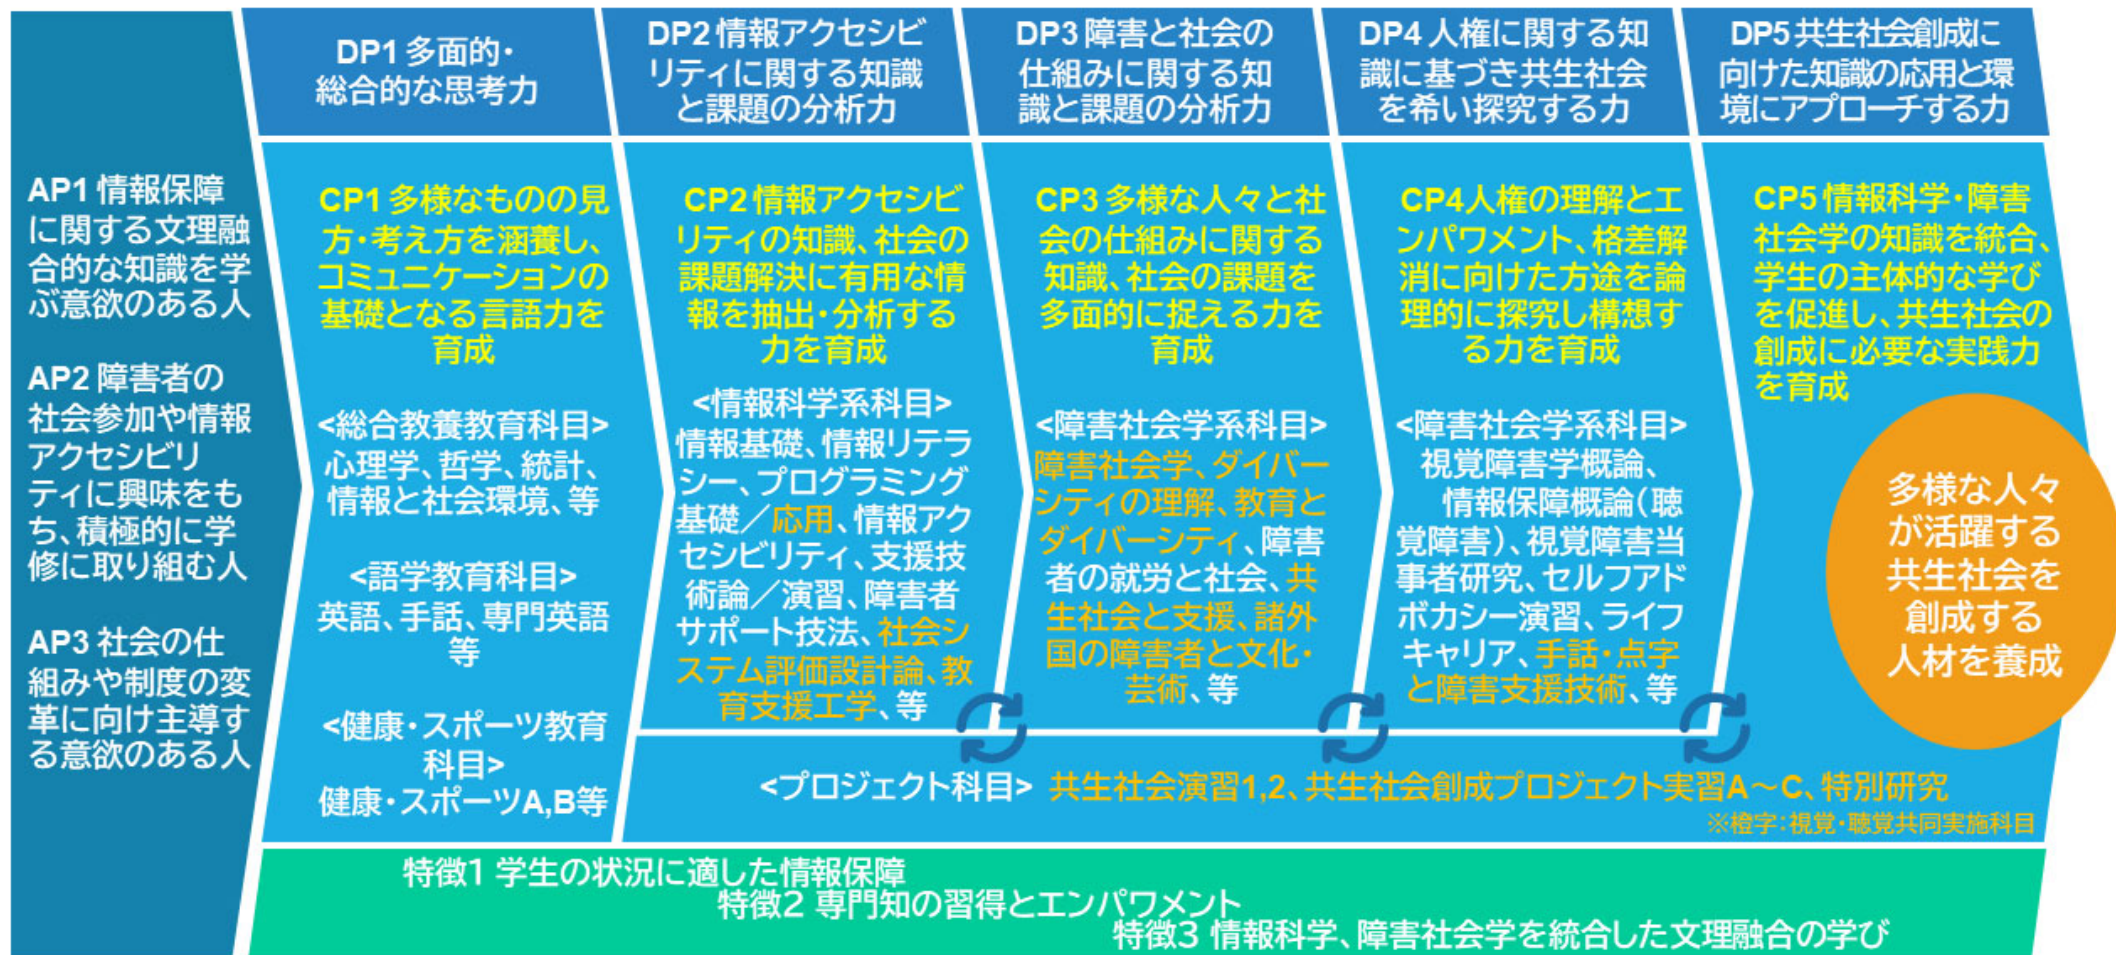 AP1 情報保障
に関する文理融
合的な知識を学
ぶ意欲のある人
AP2 障害者の
社会参加や情報
アクセシビリ
ティに興味をも
ち、積極的に学
修に取り組む人
AP3 社会の仕
組みや制度の変
革に向け主導す
る意欲のある人
DP1 多面的・
総合的な思考力
CP1 多様なものの見
方・考え方を涵養し、
コミュニケーションの
基礎となる言語力を
育成
<総合教養教育科目>
心理学、哲学、統計、
情報と社会環境、等
<語学教育科目>
英語、手話、専門英語
等
<健康・スポーツ教育
科目>
健康・スポーツA,B等
DP2 情報アクセシビ
リティに関する知識
と課題の分析力
CP2 情報アクセシビ
リティの知識、社会の
課題解決に有用な情
報を抽出・分析する
力を育成
<情報科学系科目>
情報基礎、情報リテラ
シー、プログラミング
基礎／応用、情報アク
セシビリティ、支援技
術論／演習、障害者
サポート技法、社会シ
ステム評価設計論、教
育支援工学、等
DP3 障害と社会の
仕組みに関する知
識と課題の分析力
CP3 多様な人々と社
会の仕組みに関する
知識、社会の課題を
多面的に捉える力を
育成
<障害社会学系科目>
障害社会学、ダイバー
シティの理解、教育と
ダイバーシティ、障害
者の就労と社会、共
生社会と支援、諸外
国の障害者と文化・
芸術、等
DP4 人権に関する知
識に基づき共生社会
を希い探究する力
CP4人権の理解とエ
ンパワメント、格差解
消に向けた方途を論
理的に探究し構想す
る力を育成
<障害社会学系科目>
視覚障害学概論、
情報保障概論（聴
覚障害）、視覚障害当
事者研究、セルフアド
ボカシー演習、ライフ
キャリア、手話・点字
と障害支援技術、等
DP5 共生社会創成に
向けた知識の応用と環
境にアプローチする力
CP5 情報科学・障害
社会学の知識を統合、
学生の主体的な学び
を促進し、共生社会の
創成に必要な実践力
を育成
多様な人々
が活躍する
共生社会を
創成する
人材を養成
<プロジェクト科目> 共生社会演習1,2、共生社会創成プロジェクト実習A～C、特別研究
※橙字：視覚・聴覚共同実施科目
特徴1 学生の状況に適した情報保障
特徴2 専門知の習得とエンパワメント
特徴3 情報科学、障害社会学を統合した文理融合の学び